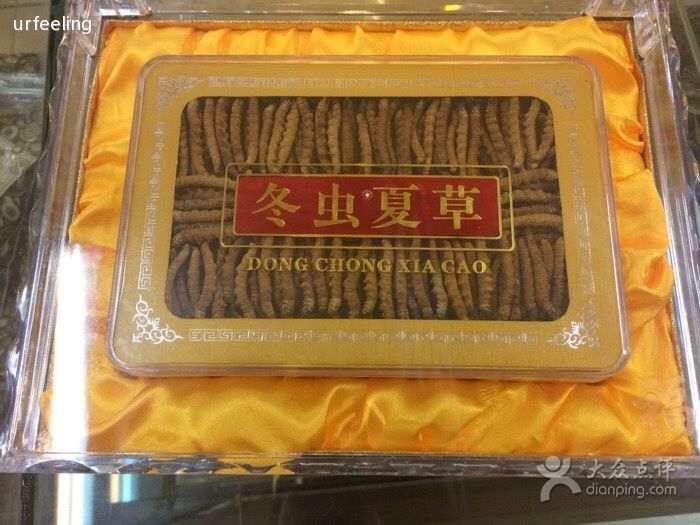 urfeeling
冬虫夏草
DONG CHONG XIA CAO
大众点评
dianping.com